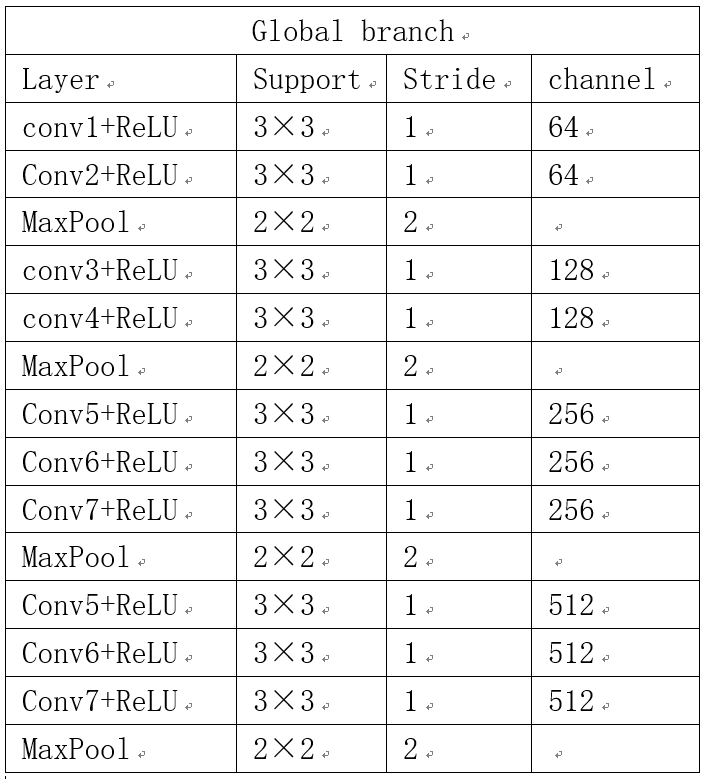 Global branch
Layer Support Stride channel
conv1+ReLU 3×3 1 64
Conv2+ReLU 3×3 1 64
MaxPool 2×2 2
conv3+ReLU 3×3 1 128
conv4+ReLU 3×3 1 128
MaxPool 2×2 2
Conv5+ReLU 3×3 1 256
Conv6+ReLU 3×3 1 256
Conv7+ReLU 3×3 1 256
MaxPool 2×2 2
Conv5+ReLU 3×3 1 512
Conv6+ReLU 3×3 1 512
Conv7+ReLU 3×3 1 512
MaxPool 2×2 2